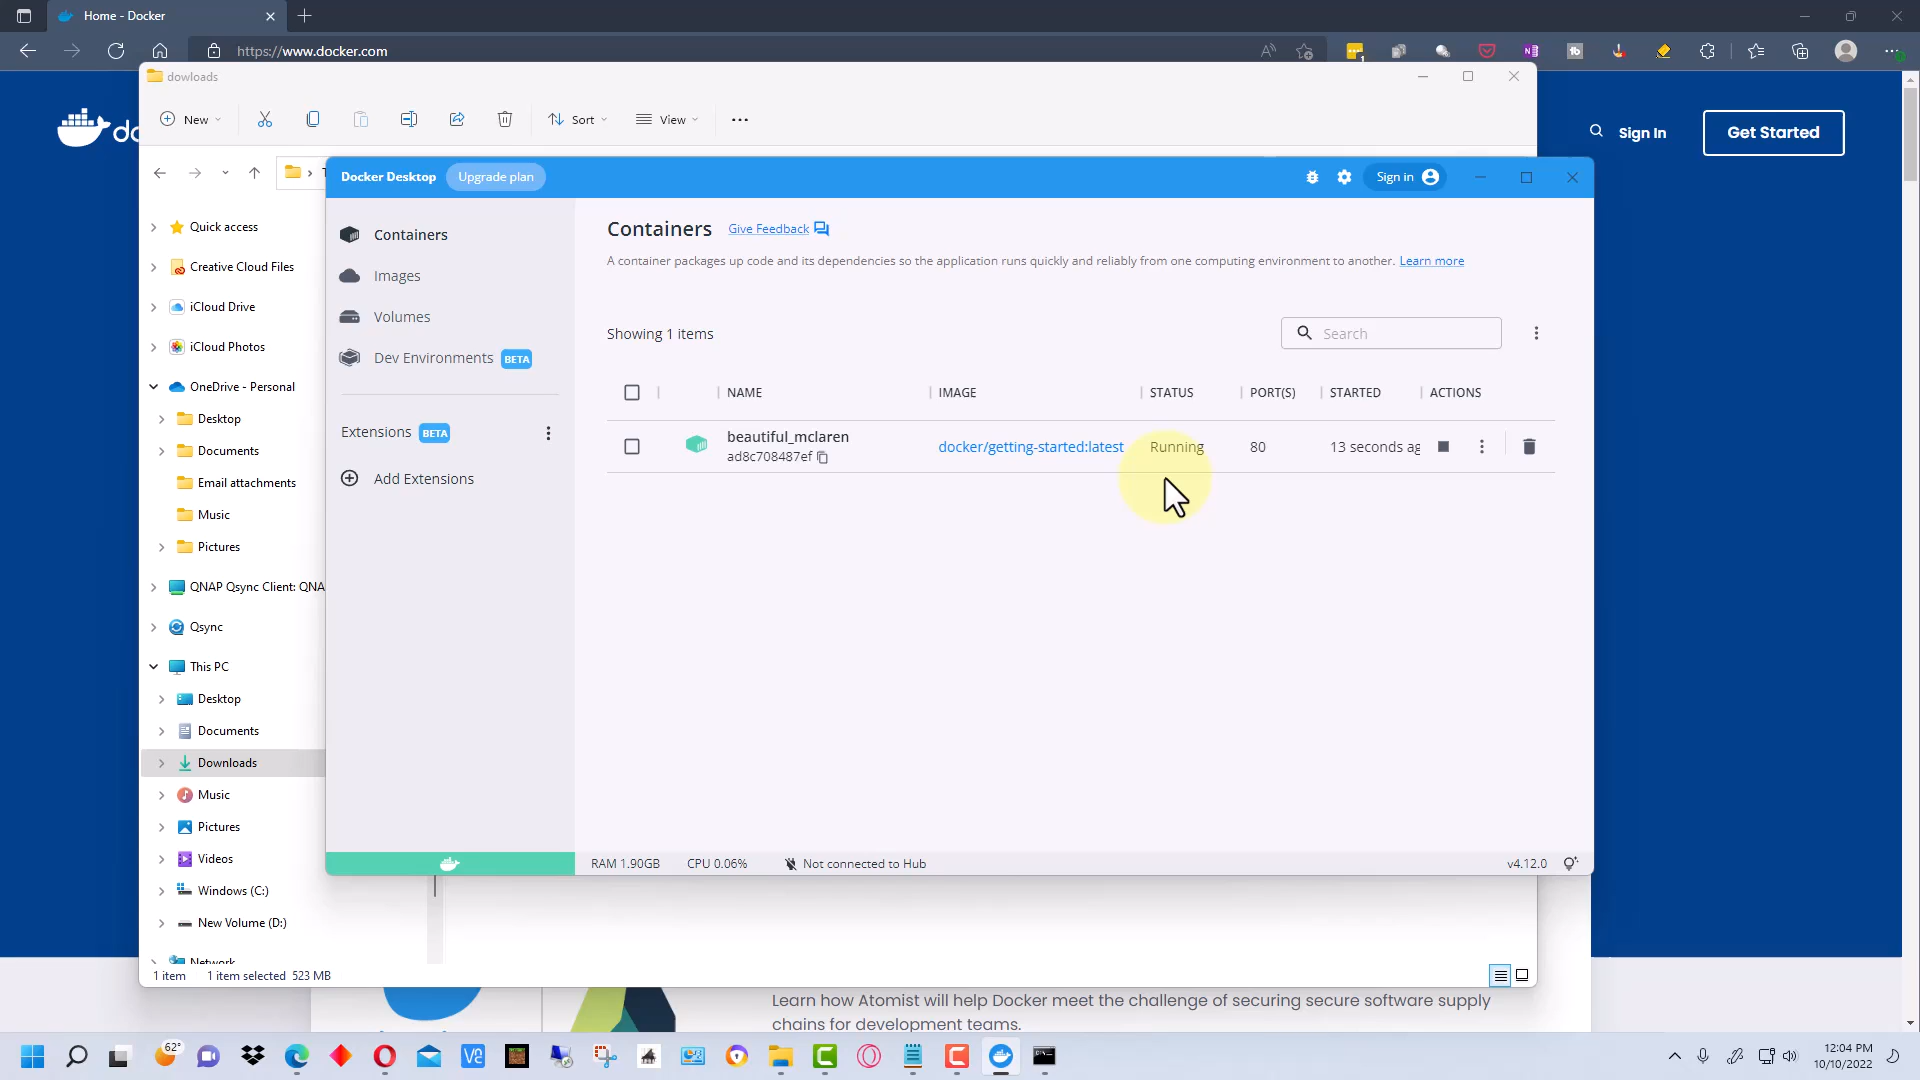 Home - Docker
https://www.docker.com
dowloads
New
Sort
View
Sign In
Get Started
Docker Desktop
Upgrade plan
Sign in
Quick access
Creative Cloud Files
iCloud Drive
iCloud Photos
OneDrive - Personal
Desktop
Documents
Email attachments
Music
Pictures
QNAP Qsync Client: QNA
Qsync
This PC
Desktop
Documents
Downloads
Music
Pictures
Videos
Windows (C:)
New Volume (D:)
Network
1 item 1 item selected 523 MB
Containers
Images
Volumes
Dev Environments BETA
Extensions BETA
Add Extensions
Containers Give Feedback
A container packages up code and its dependencies so the application runs quickly and reliably from one computing environment to another. Learn more
Showing 1 items
Search
NAME IMAGE STATUS PORT(S) STARTED ACTIONS
beautiful_mclaren
ad8c708487ef
docker/getting-started:latest Running 80 13 seconds ag
RAM 1.90GB CPU 0.06% Not connected to Hub
v4.12.0
Learn how Atomist will help Docker meet the challenge of securing secure software supply
chains for development teams.
62°
12:04 PM
10/10/2022